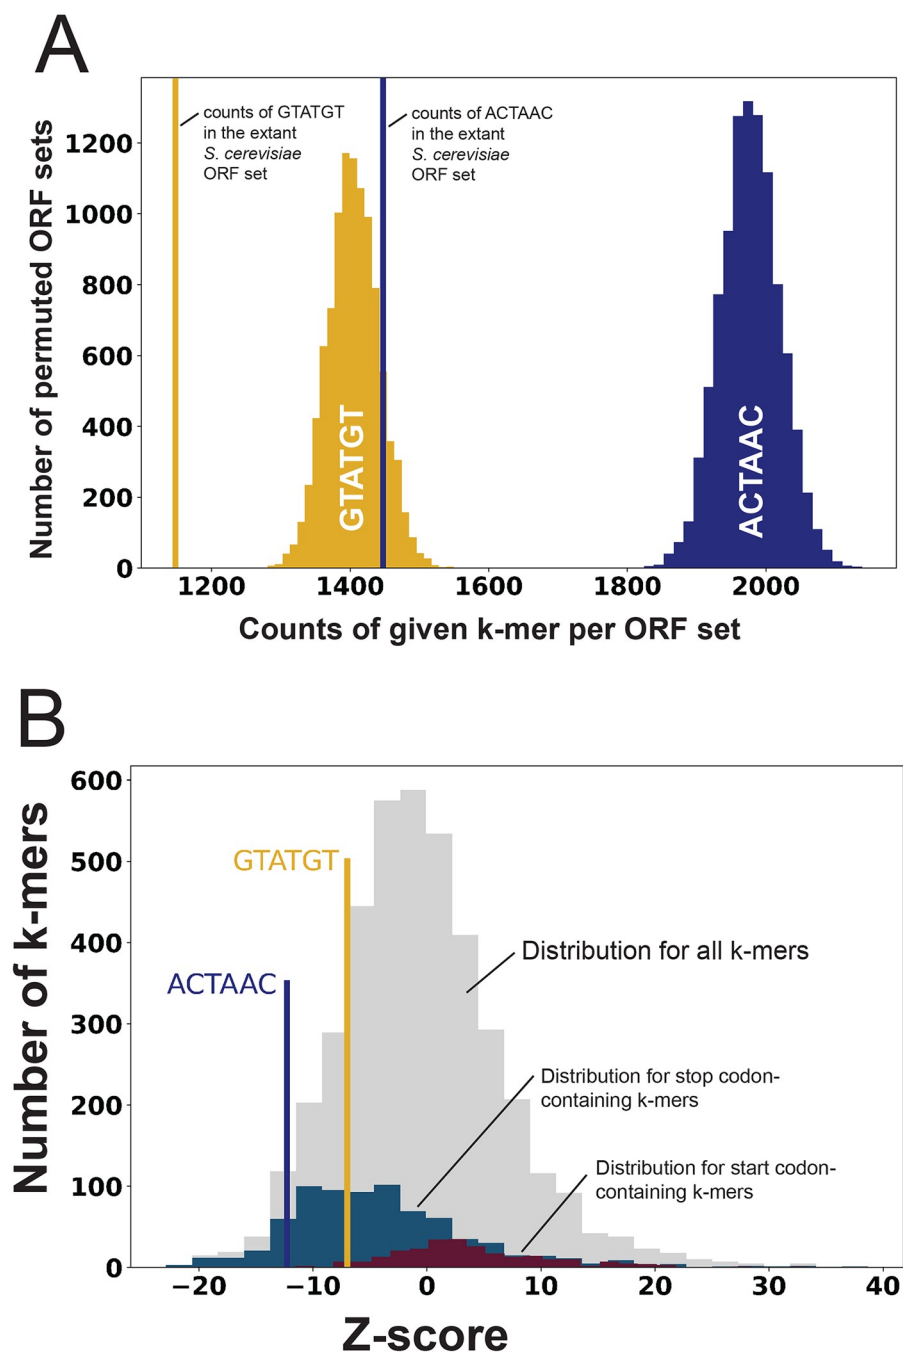 A
counts of GTATGT
in the extant
S. cerevisiae
ORF set
counts of ACTAAC
in the extant
S. cerevisiae
ORF set
Number of permuted ORF sets
1200
1000
800
600
400
200
0
GTATGT
ACTAAC
1200 1400 1600 1800 2000
Counts of given k-mer per ORF set
B
Number of k-mers
600
500
400
300
200
100
0
GTATGT
ACTAAC
Distribution for all k-mers
Distribution for stop codon-
containing k-mers
Distribution for start codon-
containing k-mers
−20 −10 0 10 20 30 40
Z-score